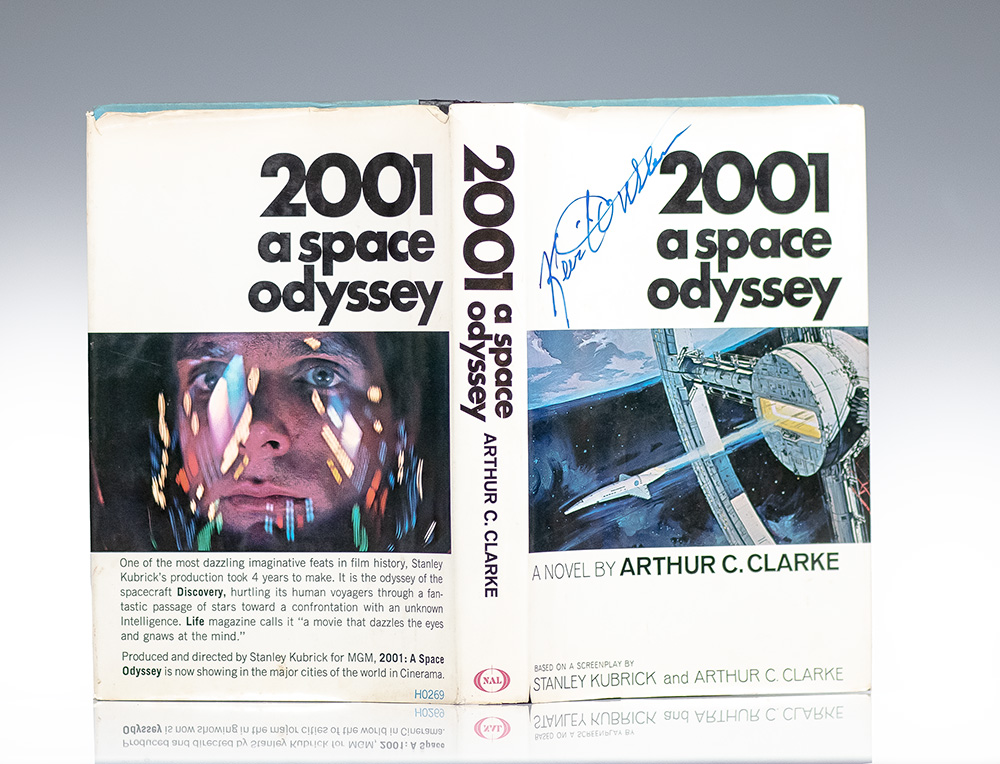 2001
a space
odyssey
One of the most dazzling imaginative feats in film history, Stanley
Kubrick's production took 4 years to make. It is the odyssey of the
spacecraft Discovery, hurtling its human voyagers through a fan-
tastic passage of stars toward a confrontation with an unknown
Intelligence. Life magazine calls it "a movie that dazzles the eyes
and gnaws at the mind."
Produced and directed by Stanley Kubrick for MGM, 2001: A Space
Odyssey is now showing in the major cities of the world in Cinerama.
H0269
2001
a space
odyssey
ARTHUR C. CLARKE
NAL
2001
a space
odyssey
A NOVEL BY ARTHUR C. CLARKE
BASED ON A SCREENPLAY BY
STANLEY KUBRICK and ARTHUR C. CLARKE